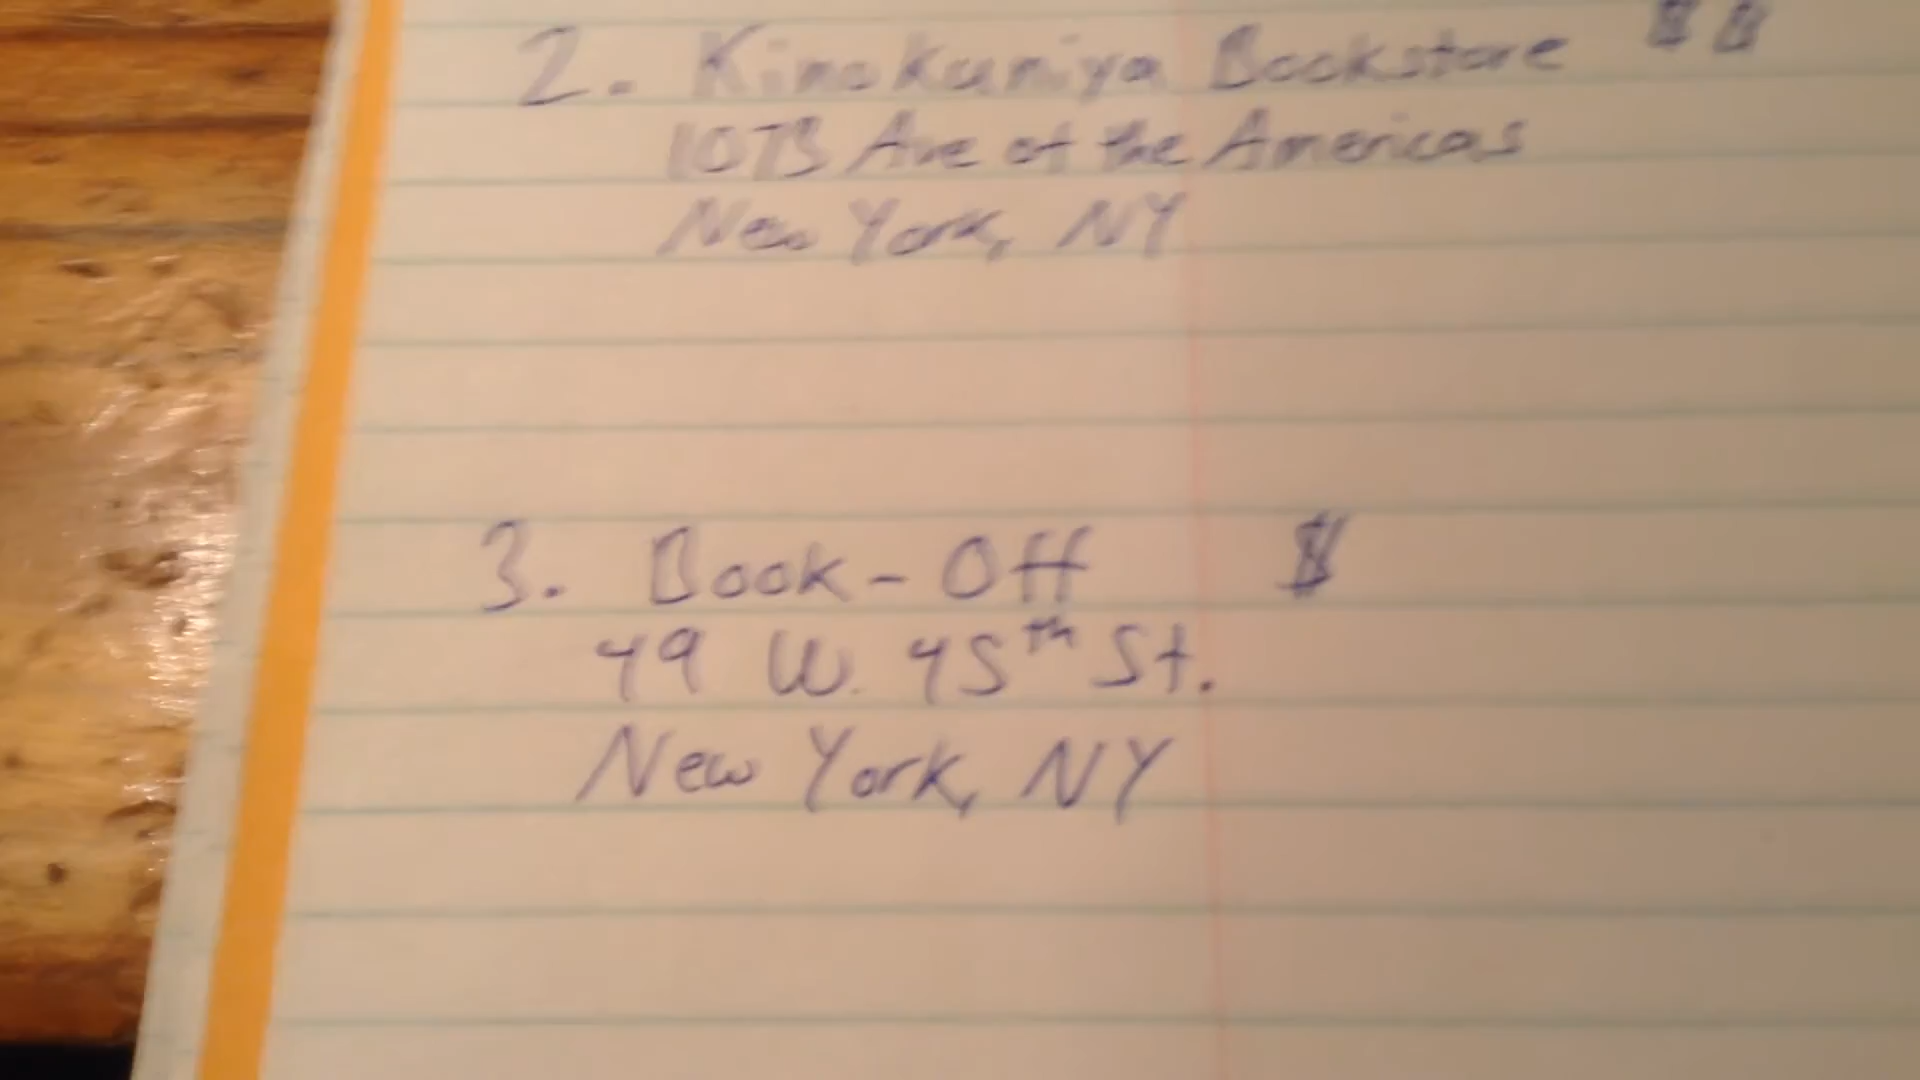 2. Kinokuniya Bookstore $$
1073 Ave of the Americas
New York, NY
3. Book-Off $
49 W. 45th St.
New York, NY